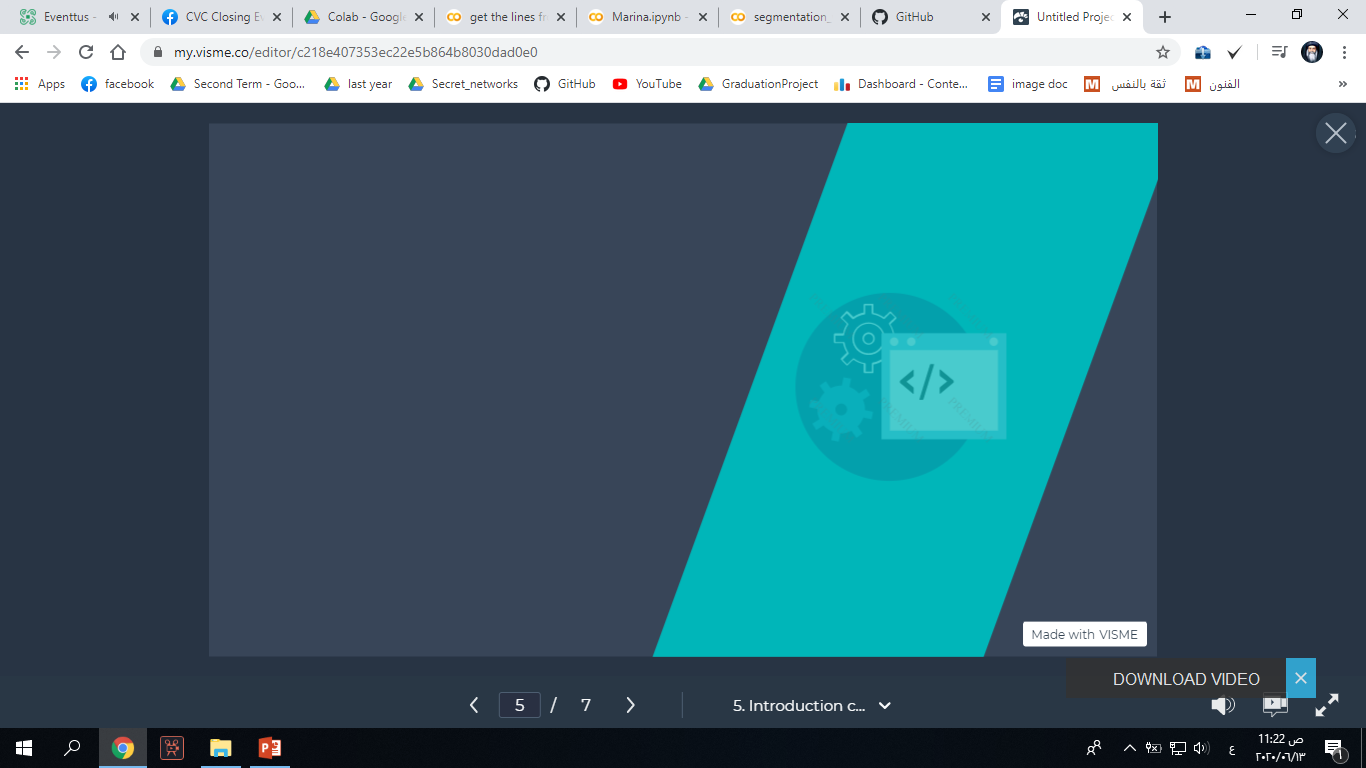 Eventtus -
CVC Closing Ev
Colab - Google
get the lines fr
Marina.ipynb -
segmentation_
GitHub
Untitled Projec
my.visme.co/editor/c218e407353ec22e5b864b8030dad0e0
Apps
facebook
Second Term - Goo...
last year
Secret_networks
GitHub
YouTube
GraduationProject
Dashboard - Conte...
image doc
ثقة بالنفس
الفنون
</>
Made with VISME
DOWNLOAD VIDEO
5 / 7
5. Introduction c...
ع
11:22 ص
٢٠٢٠/٠٦/١٣